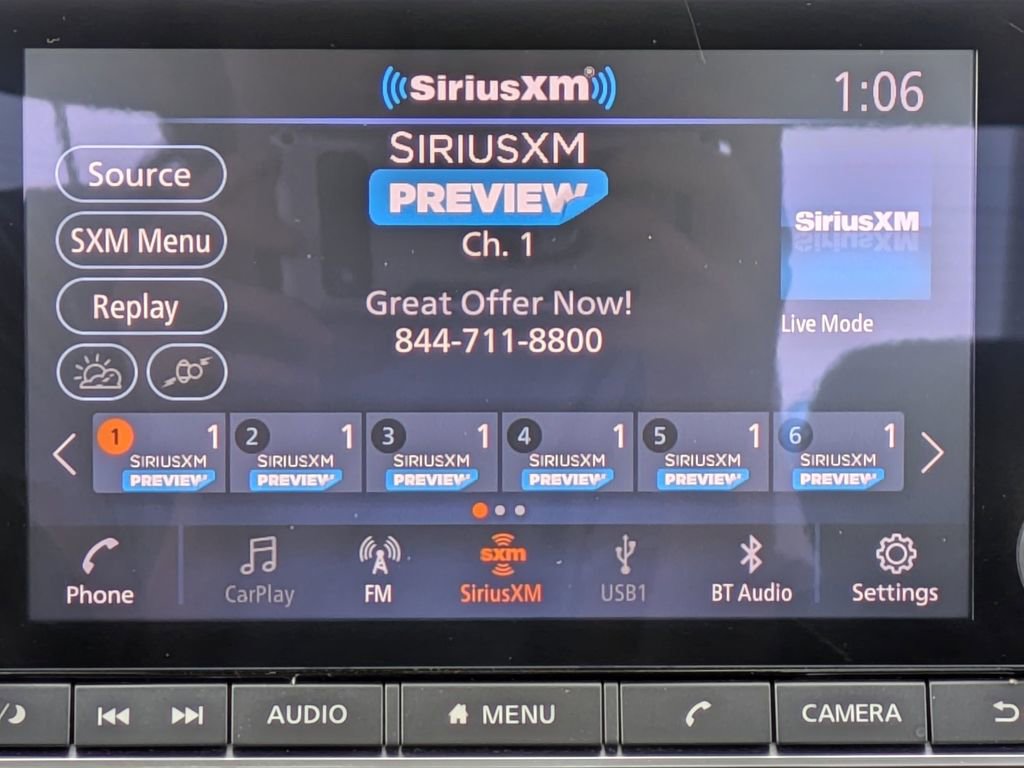 SiriusXM®
1:06
SIRIUSXM
PREVIEW
Ch. 1
Great Offer Now!
844-711-8800
Source
SXM Menu
Replay
SiriusXM
Live Mode
1 1
SIRIUSXM
PREVIEW
2 1
SIRIUSXM
PREVIEW
3 1
SIRIUSXM
PREVIEW
4 1
SIRIUSXM
PREVIEW
5 1
SIRIUSXM
PREVIEW
6 1
SIRIUSXM
PREVIEW
sxm
Phone CarPlay FM SiriusXM USB1 BT Audio Settings
AUDIO MENU CAMERA